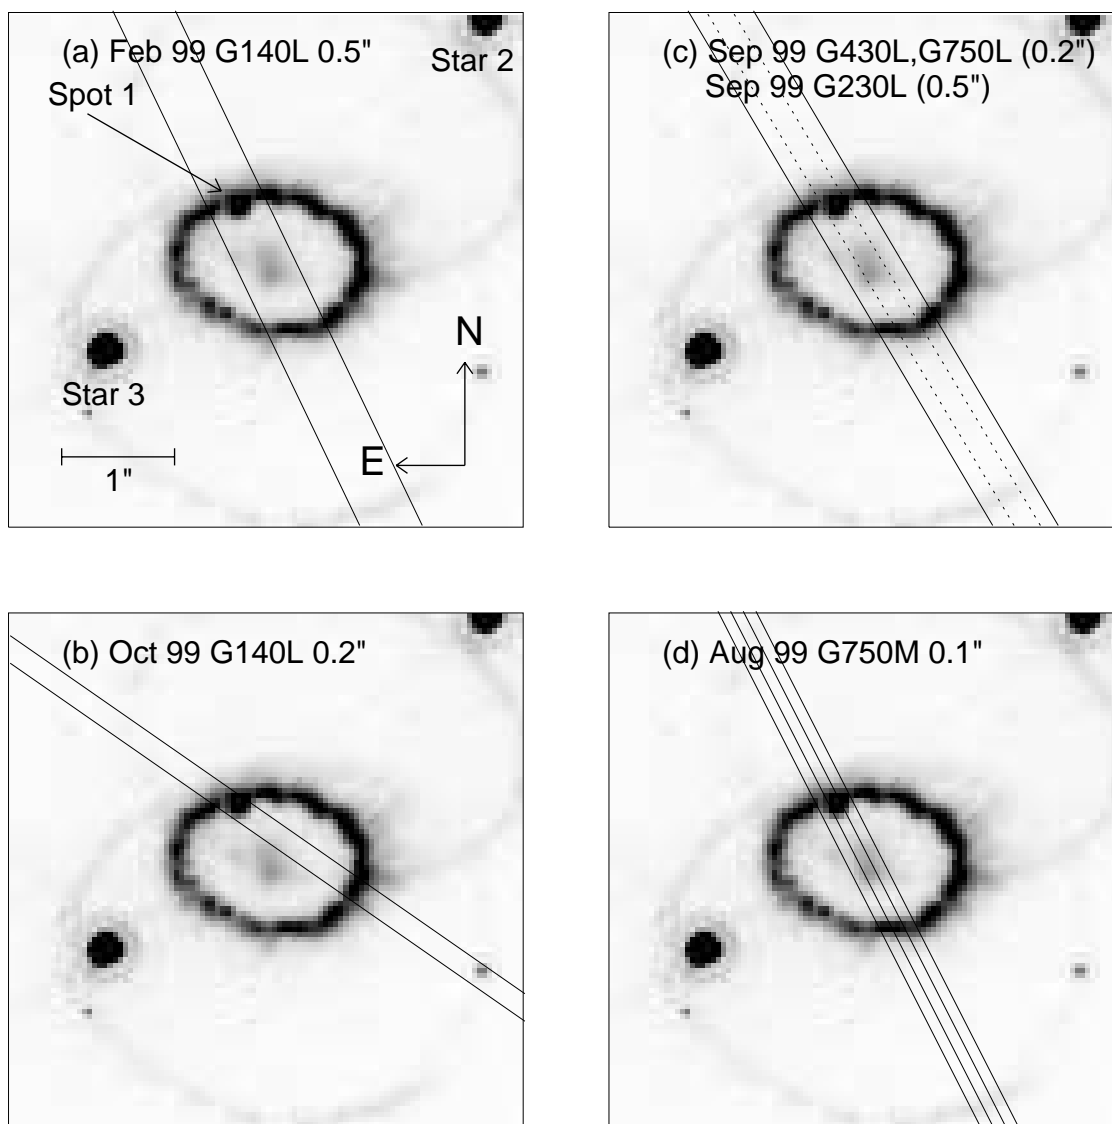 (a) Feb 99 G140L 0.5"
Star 2
Spot 1
N
Star 3
E
1"
(c) Sep 99 G430L,G750L (0.2")
Sep 99 G230L (0.5")
(b) Oct 99 G140L 0.2"
(d) Aug 99 G750M 0.1"